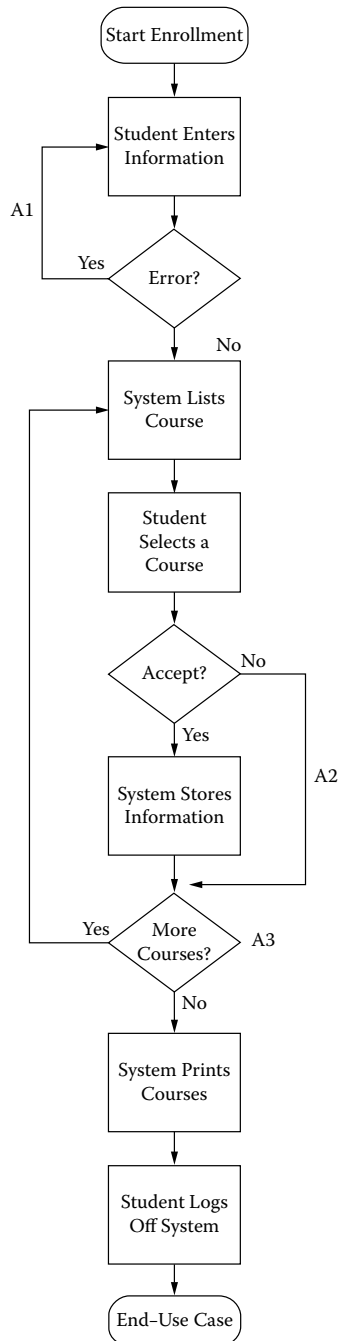 Start Enrollment
Student Enters
Information
A1
Yes
Error?
No
System Lists
Course
Student
Selects a
Course
Accept?
No
Yes
A2
System Stores
Information
Yes
More
Courses?
A3
No
System Prints
Courses
Student Logs
Off System
End–Use Case